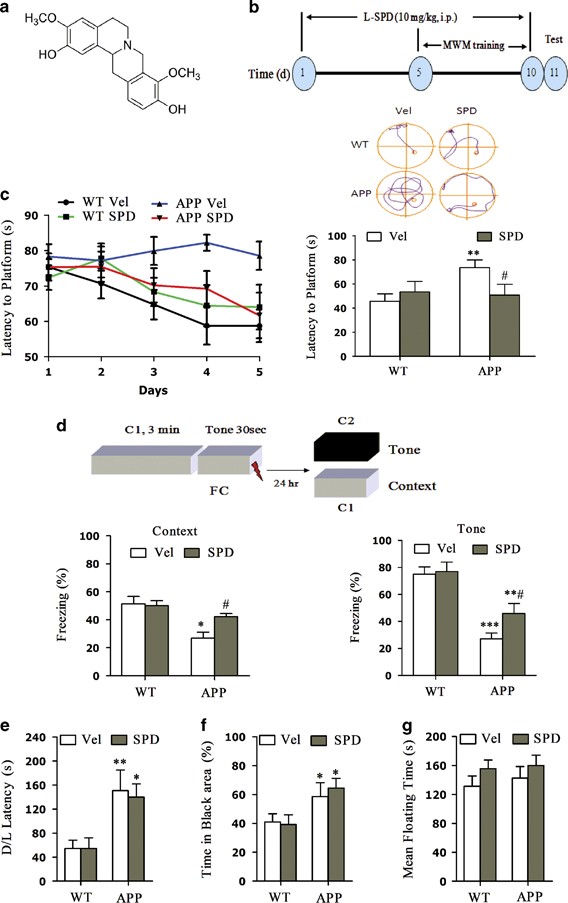 a
H₃CO
HO
N
OCH₃
OH
b
L-SPD (10 mg/kg, i.p.)
MWM training
Test
Time (d)
1
5
10
11
Vel
SPD
WT
APP
c
WT Vel
APP Vel
WT SPD
APP SPD
Latency to Platform (s)
90
80
70
60
50
1
2
3
4
5
Days
Latency to Platform (s)
100
80
60
40
20
0
Vel
SPD
**
#
WT
APP
d
C1, 3 min
Tone 30sec
FC
24 hr
C2
Tone
Context
C1
Context
Freezing (%)
100
80
60
40
20
0
Vel
SPD
*
#
WT
APP
Tone
Freezing (%)
100
80
60
40
20
0
Vel
SPD
***
**#
WT
APP
e
D/L Latency (s)
240
200
160
120
80
40
0
Vel
SPD
**
*
WT
APP
f
Time in Black area (%)
100
80
60
40
20
0
Vel
SPD
*
*
WT
APP
g
Mean Floating Time (s)
200
160
120
80
40
0
Vel
SPD
WT
APP